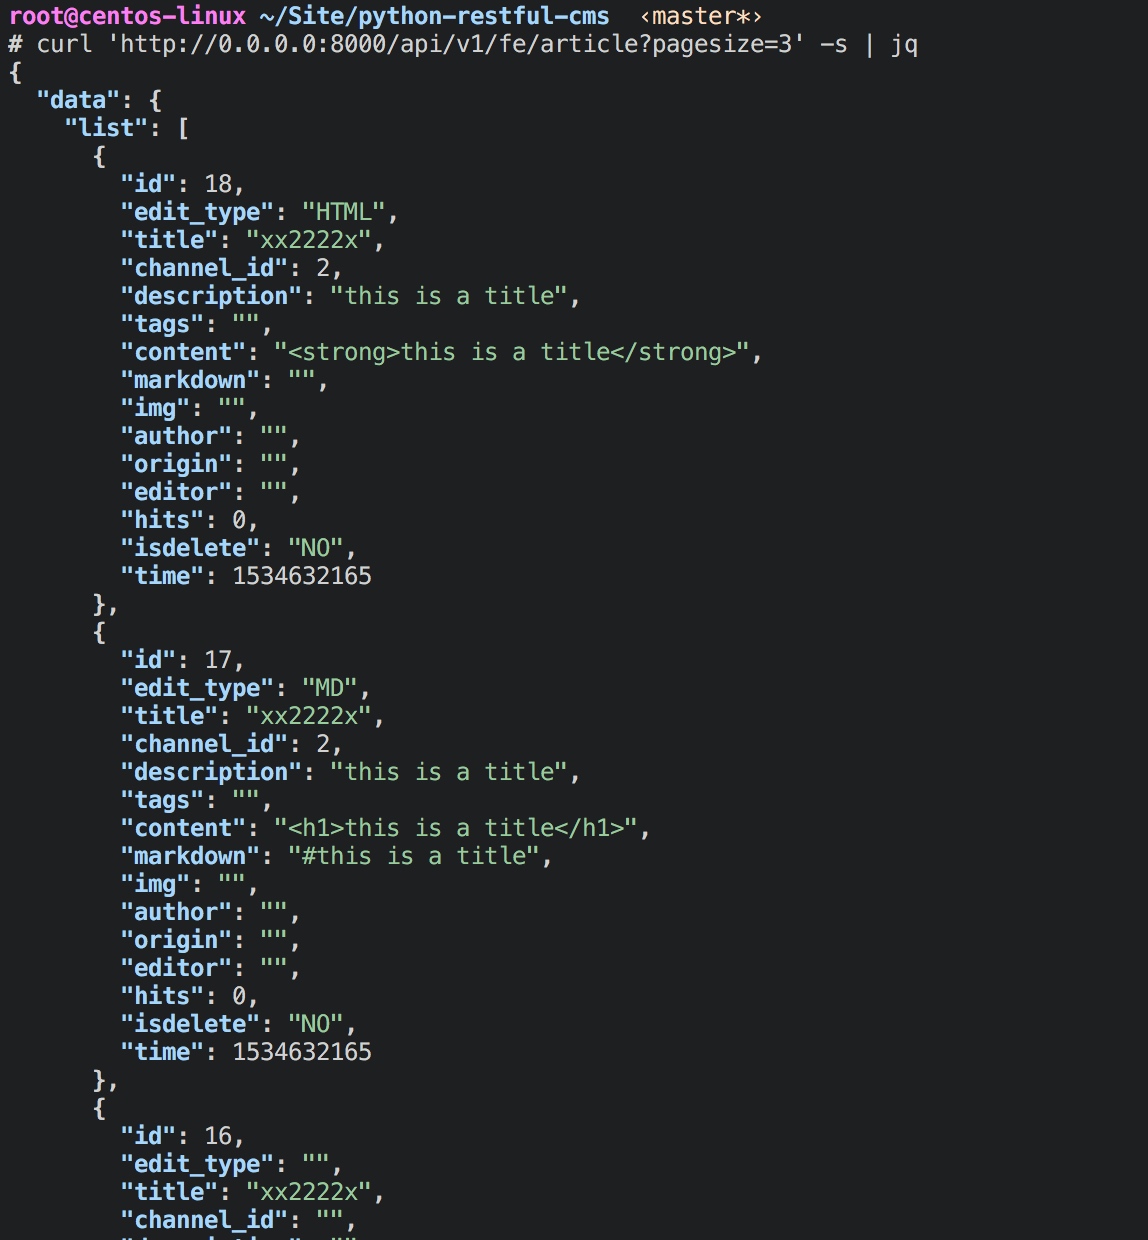 root@centos-linux ~/Site/python-restful-cms ‹master*›
# curl 'http://0.0.0.0:8000/api/v1/fe/article?pagesize=3' -s | jq
{
  "data": {
    "list": [
      {
        "id": 18,
        "edit_type": "HTML",
        "title": "xx2222x",
        "channel_id": 2,
        "description": "this is a title",
        "tags": "",
        "content": "<strong>this is a title</strong>",
        "markdown": "",
        "img": "",
        "author": "",
        "origin": "",
        "editor": "",
        "hits": 0,
        "isdelete": "NO",
        "time": 1534632165
      },
      {
        "id": 17,
        "edit_type": "MD",
        "title": "xx2222x",
        "channel_id": 2,
        "description": "this is a title",
        "tags": "",
        "content": "<h1>this is a title</h1>",
        "markdown": "#this is a title",
        "img": "",
        "author": "",
        "origin": "",
        "editor": "",
        "hits": 0,
        "isdelete": "NO",
        "time": 1534632165
      },
      {
        "id": 16,
        "edit_type": "",
        "title": "xx2222x",
        "channel_id": "",